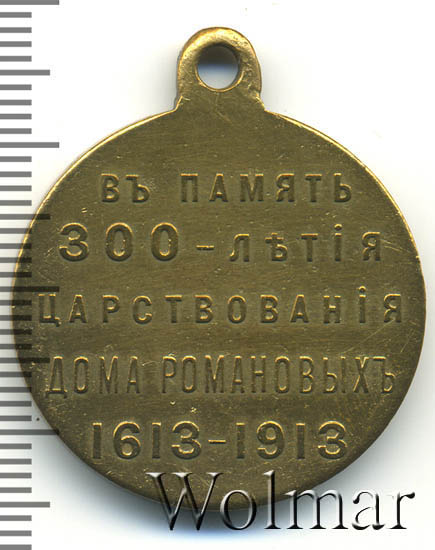 ВЪ ПАМЯТЬ
300-ЛѢТІЯ
ЦАРСТВОВАНІЯ
ДОМА РОМАНОВЫХЪ
1613-1913
Wolmar